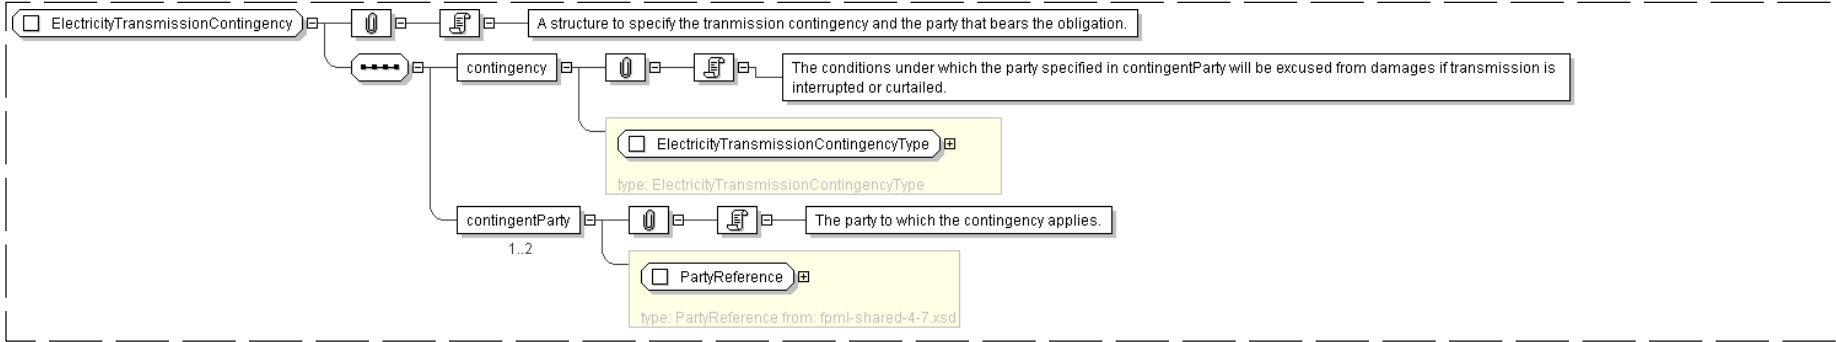 ElectricityTransmissionContingency
A structure to specify the tranmission contingency and the party that bears the obligation.
contingency
The conditions under which the party specified in contingentParty will be excused from damages if transmission is
interrupted or curtailed.
ElectricityTransmissionContingencyType
type: ElectricityTransmissionContingencyType
contingentParty
The party to which the contingency applies.
1..2
PartyReference
type: PartyReference from: fpml-shared-4-7.xsd